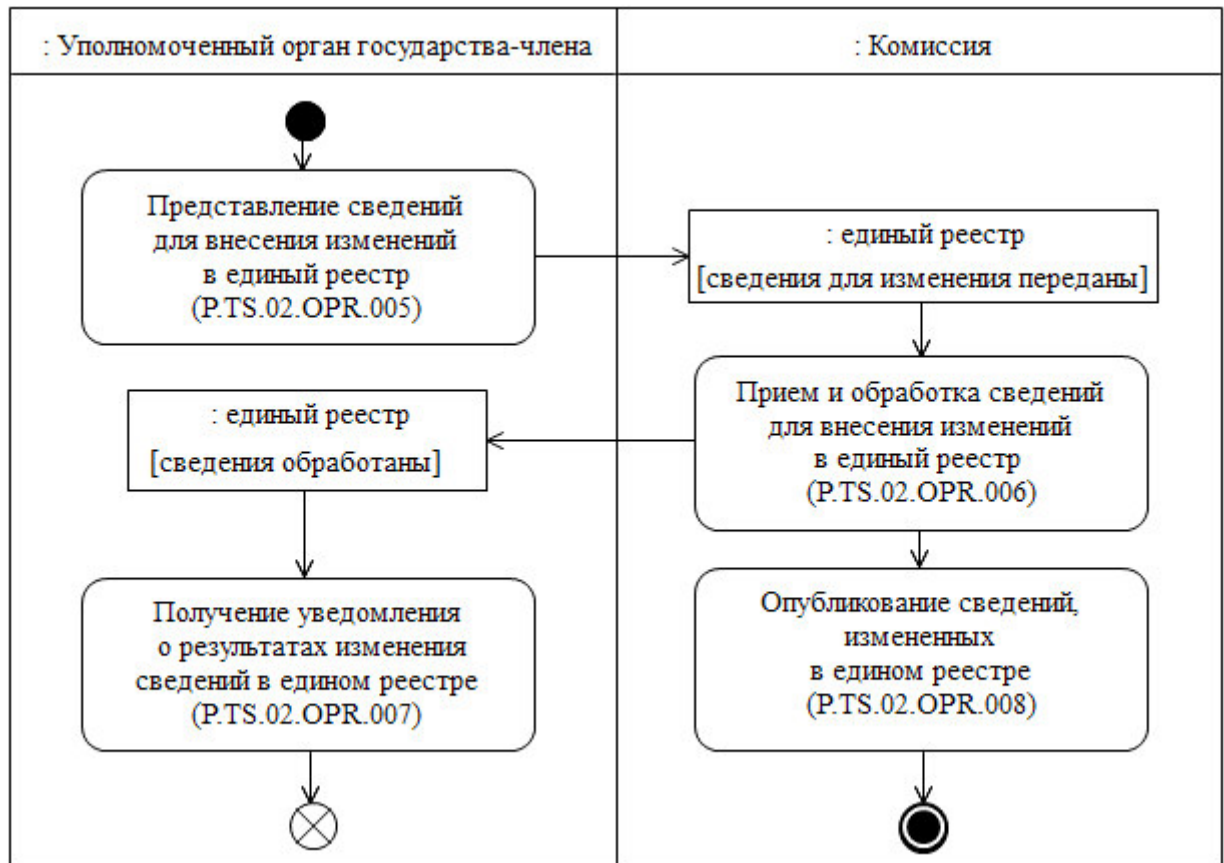 : Уполномоченный орган государства-члена
: Комиссия
Представление сведений
для внесения изменений
в единый реестр
(P.TS.02.OPR.005)
: единый реестр
[сведения для изменения переданы]
Прием и обработка сведений
для внесения изменений
в единый реестр
(P.TS.02.OPR.006)
: единый реестр
[сведения обработаны]
Получение уведомления
о результатах изменения
сведений в едином реестре
(P.TS.02.OPR.007)
Опубликование сведений,
измененных
в едином реестре
(P.TS.02.OPR.008)